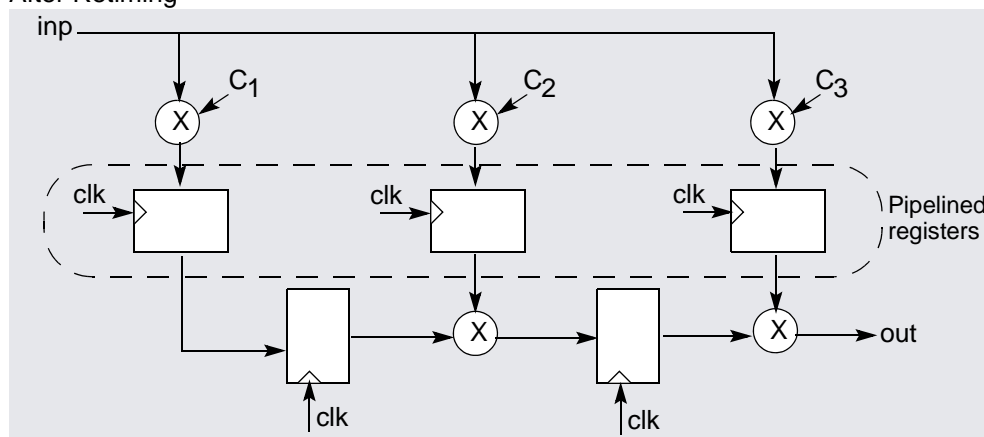 After Retiming
inp
C1
C2
C3
X
X
X
clk
clk
clk
Pipelined
registers
X
X
out
clk
clk